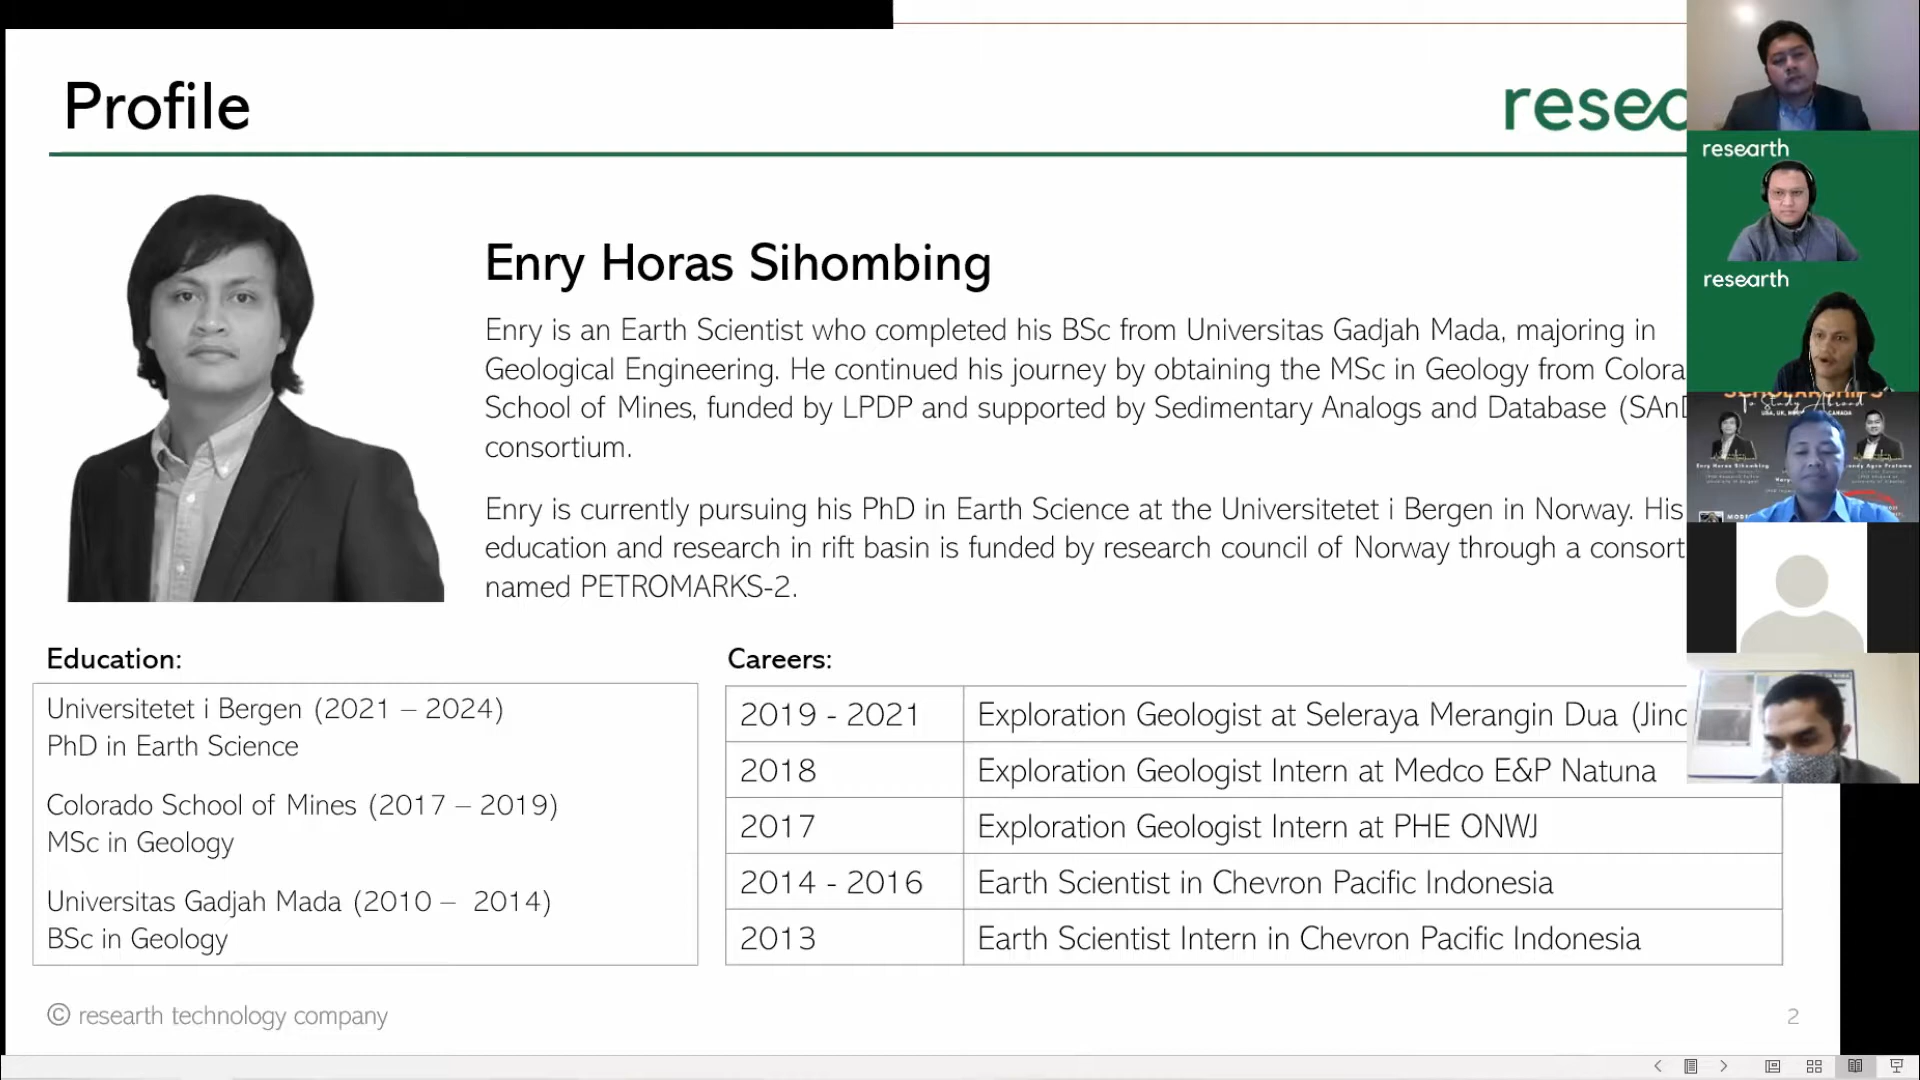 Profile
researth
researth
Enry Horas Sihombing
Enry is an Earth Scientist who completed his BSc from Universitas Gadjah Mada, majoring in
Geological Engineering. He continued his journey by obtaining the MSc in Geology from Colora
School of Mines, funded by LPDP and supported by Sedimentary Analogs and Database (SAnD
consortium.
Enry is currently pursuing his PhD in Earth Science at the Universitetet i Bergen in Norway. His
education and research in rift basin is funded by research council of Norway through a consort
named PETROMARKS-2.
Education:
Universitetet i Bergen (2021 – 2024)
PhD in Earth Science
Colorado School of Mines (2017 – 2019)
MSc in Geology
Universitas Gadjah Mada (2010 – 2014)
BSc in Geology
Careers:
2019 - 2021 Exploration Geologist at Seleraya Merangin Dua (Jinc
2018 Exploration Geologist Intern at Medco E&P Natuna
2017 Exploration Geologist Intern at PHE ONWJ
2014 - 2016 Earth Scientist in Chevron Pacific Indonesia
2013 Earth Scientist Intern in Chevron Pacific Indonesia
SCHOLARSHIPS
To Study Abroad
Enry Horas Sihombing
© researth technology company
2